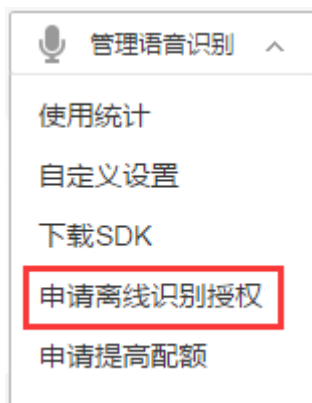 管理语音识别
使用统计
自定义设置
下载SDK
申请离线识别授权
申请提高配额